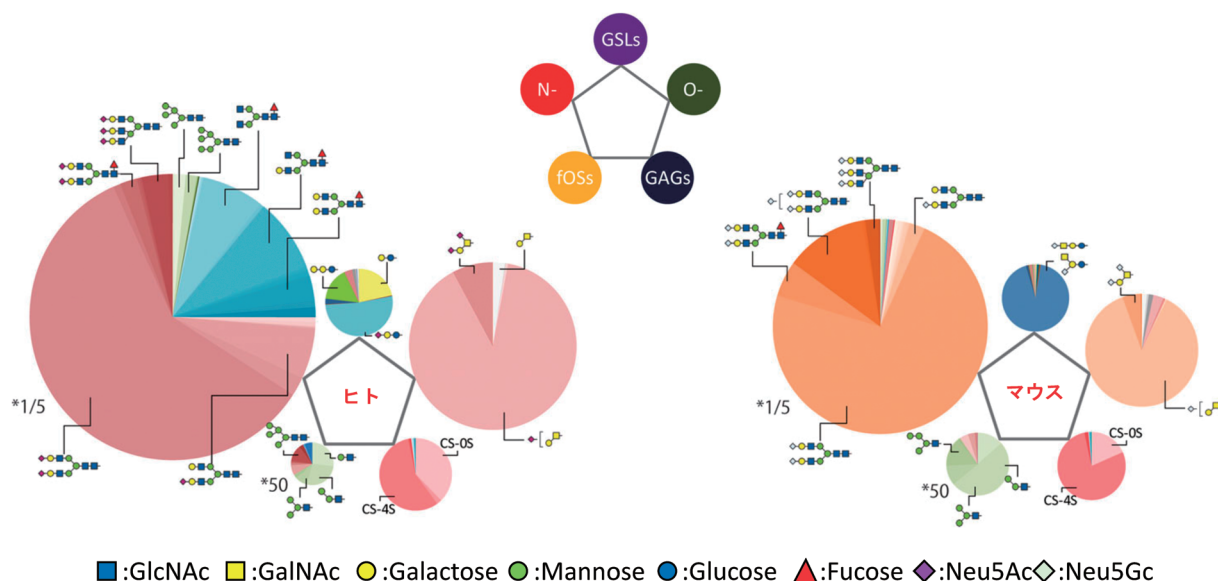 GSLs
N-
O-
fOSs
GAGs
*1/5
ヒト
CS-0S
CS-4S
*50
*1/5
マウス
CS-0S
CS-4S
*50
:GlcNAc :GalNAc :Galactose :Mannose :Glucose :Fucose :Neu5Ac :Neu5Gc